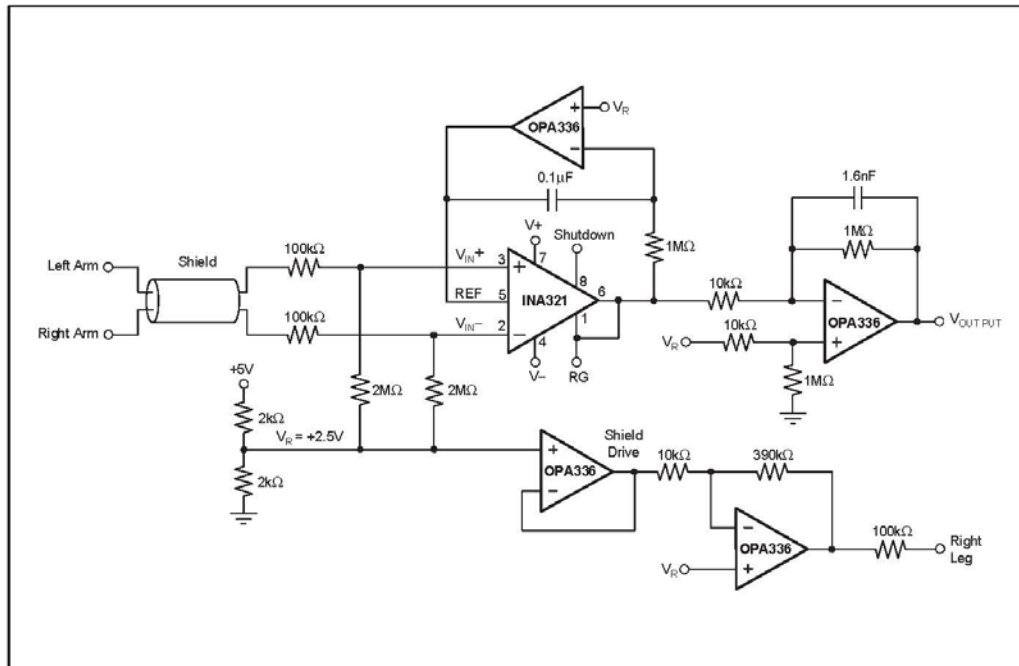 OPA336
+
−
V_R
0.1µF
1.6nF
V+
Shutdown
1MΩ
1MΩ
Left Arm
Shield
100kΩ
V_IN+
3
+
7
8
REF
5
INA321
6
10kΩ
−
OPA336
+
V_OUTPUT
Right Arm
100kΩ
V_IN−
2
−
4
1
V_R
10kΩ
1MΩ
V−
RG
+5V
2kΩ
2MΩ
2MΩ
V_R = +2.5V
2kΩ
+
OPA336
−
Shield
Drive
10kΩ
390kΩ
−
OPA336
+
V_R
100kΩ
Right
Leg